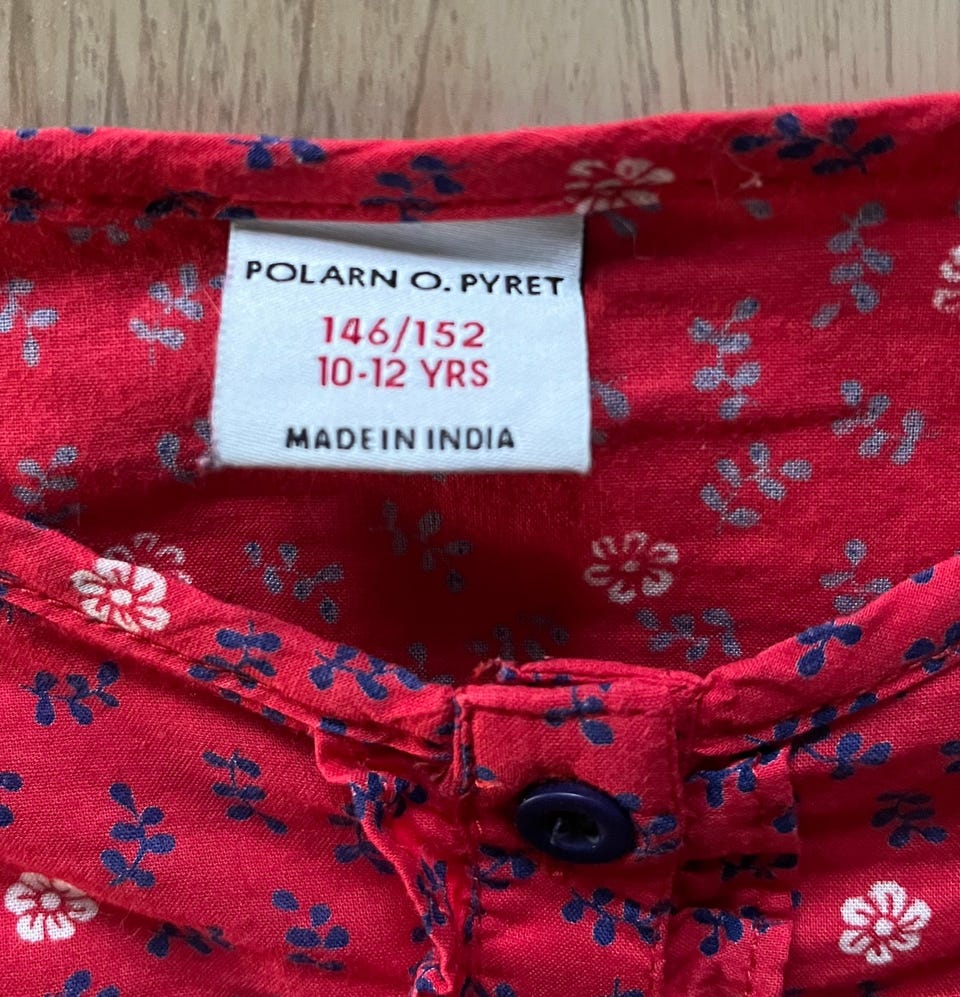 POLARN O. PYRET
146/152
10-12 YRS
MADE IN INDIA